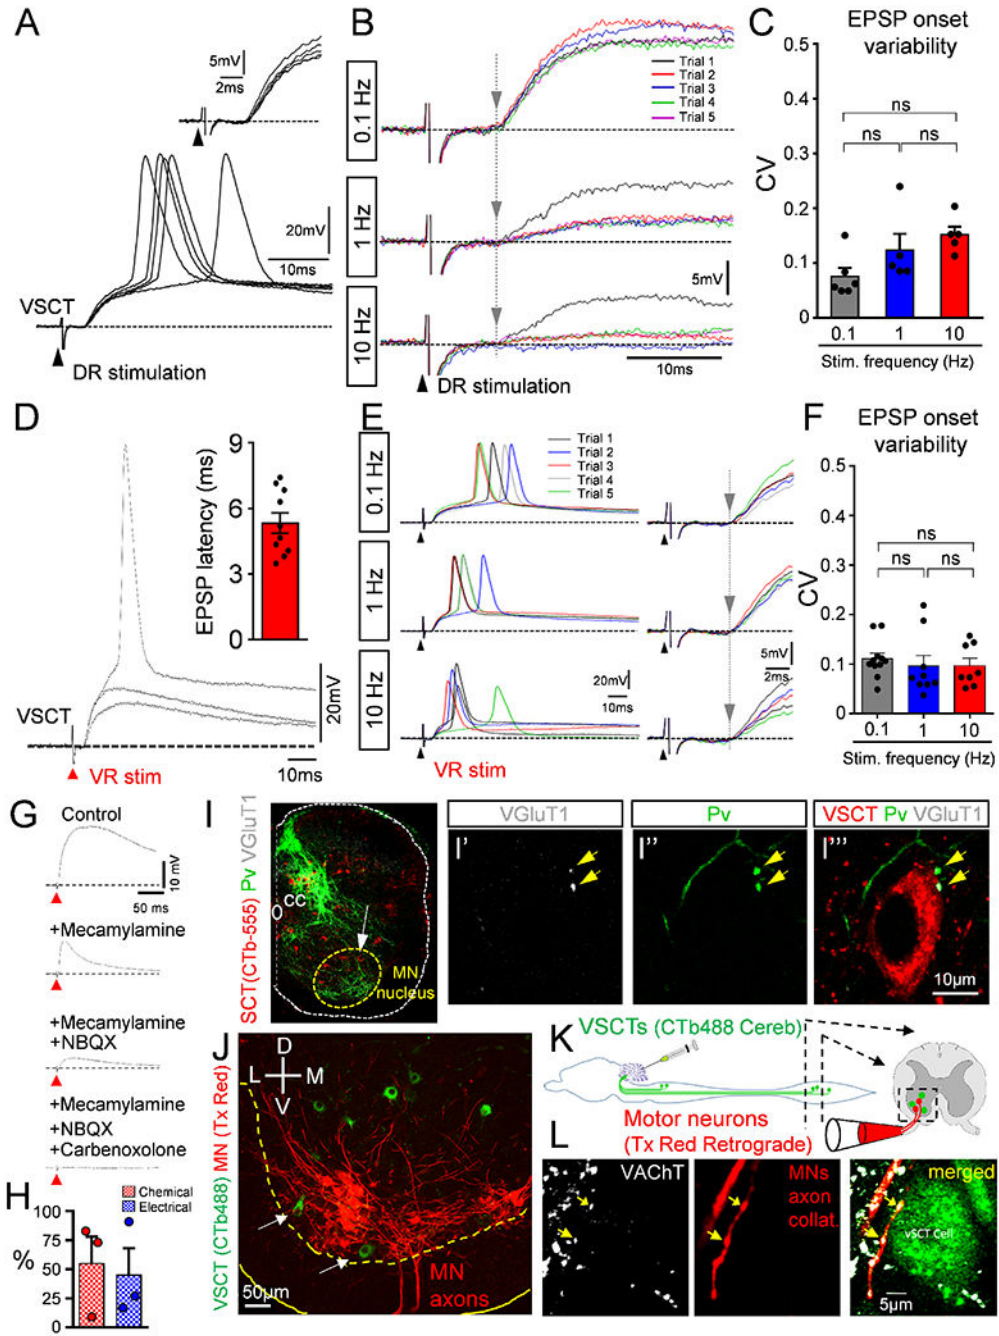 A
5mV
2ms
20mV
10ms
VSCT
DR stimulation
B
0.1 Hz
1 Hz
10 Hz
Trial 1
Trial 2
Trial 3
Trial 4
Trial 5
5mV
10ms
DR stimulation
C
EPSP onset
variability
CV
0.5
0.4
0.3
0.2
0.1
0
ns
ns
ns
0.1
1
10
Stim. frequency (Hz)
D
EPSP latency (ms)
9
6
3
0
VSCT
20mV
10ms
VR stim
E
0.1 Hz
1 Hz
10 Hz
Trial 1
Trial 2
Trial 3
Trial 4
Trial 5
20mV
10ms
5mV
2ms
VR stim
F
EPSP onset
variability
CV
0.5
0.4
0.3
0.2
0.1
0
ns
ns
ns
0.1
1
10
Stim. frequency (Hz)
G
Control
10 mV
50 ms
+Mecamylamine
+Mecamylamine
+NBQX
+Mecamylamine
+NBQX
+Carbenoxolone
H
Chemical
Electrical
%
100
75
50
25
0
I
SCT(CTb-555) Pv VGluT1
CC
MN
nucleus
VGluT1
I'
Pv
I''
VSCT Pv VGluT1
I'''
10µm
J
VSCT (CTb488) MN (Tx Red)
D
L
M
V
MN
axons
50µm
K
VSCTs (CTb488 Cereb)
Motor neurons
(Tx Red Retrograde)
L
VAChT
MNs
axon
collat.
merged
vSCT Cell
5µm